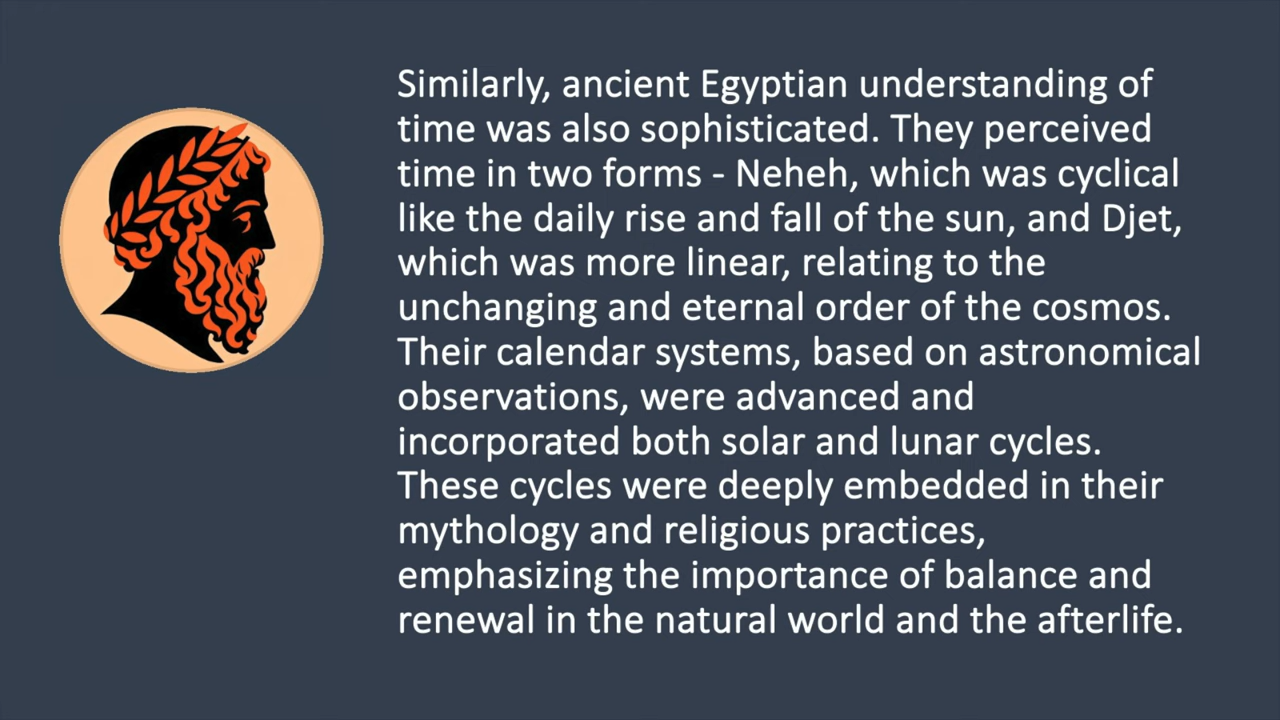 Similarly, ancient Egyptian understanding of
time was also sophisticated. They perceived
time in two forms - Neheh, which was cyclical
like the daily rise and fall of the sun, and Djet,
which was more linear, relating to the
unchanging and eternal order of the cosmos.
Their calendar systems, based on astronomical
observations, were advanced and
incorporated both solar and lunar cycles.
These cycles were deeply embedded in their
mythology and religious practices,
emphasizing the importance of balance and
renewal in the natural world and the afterlife.